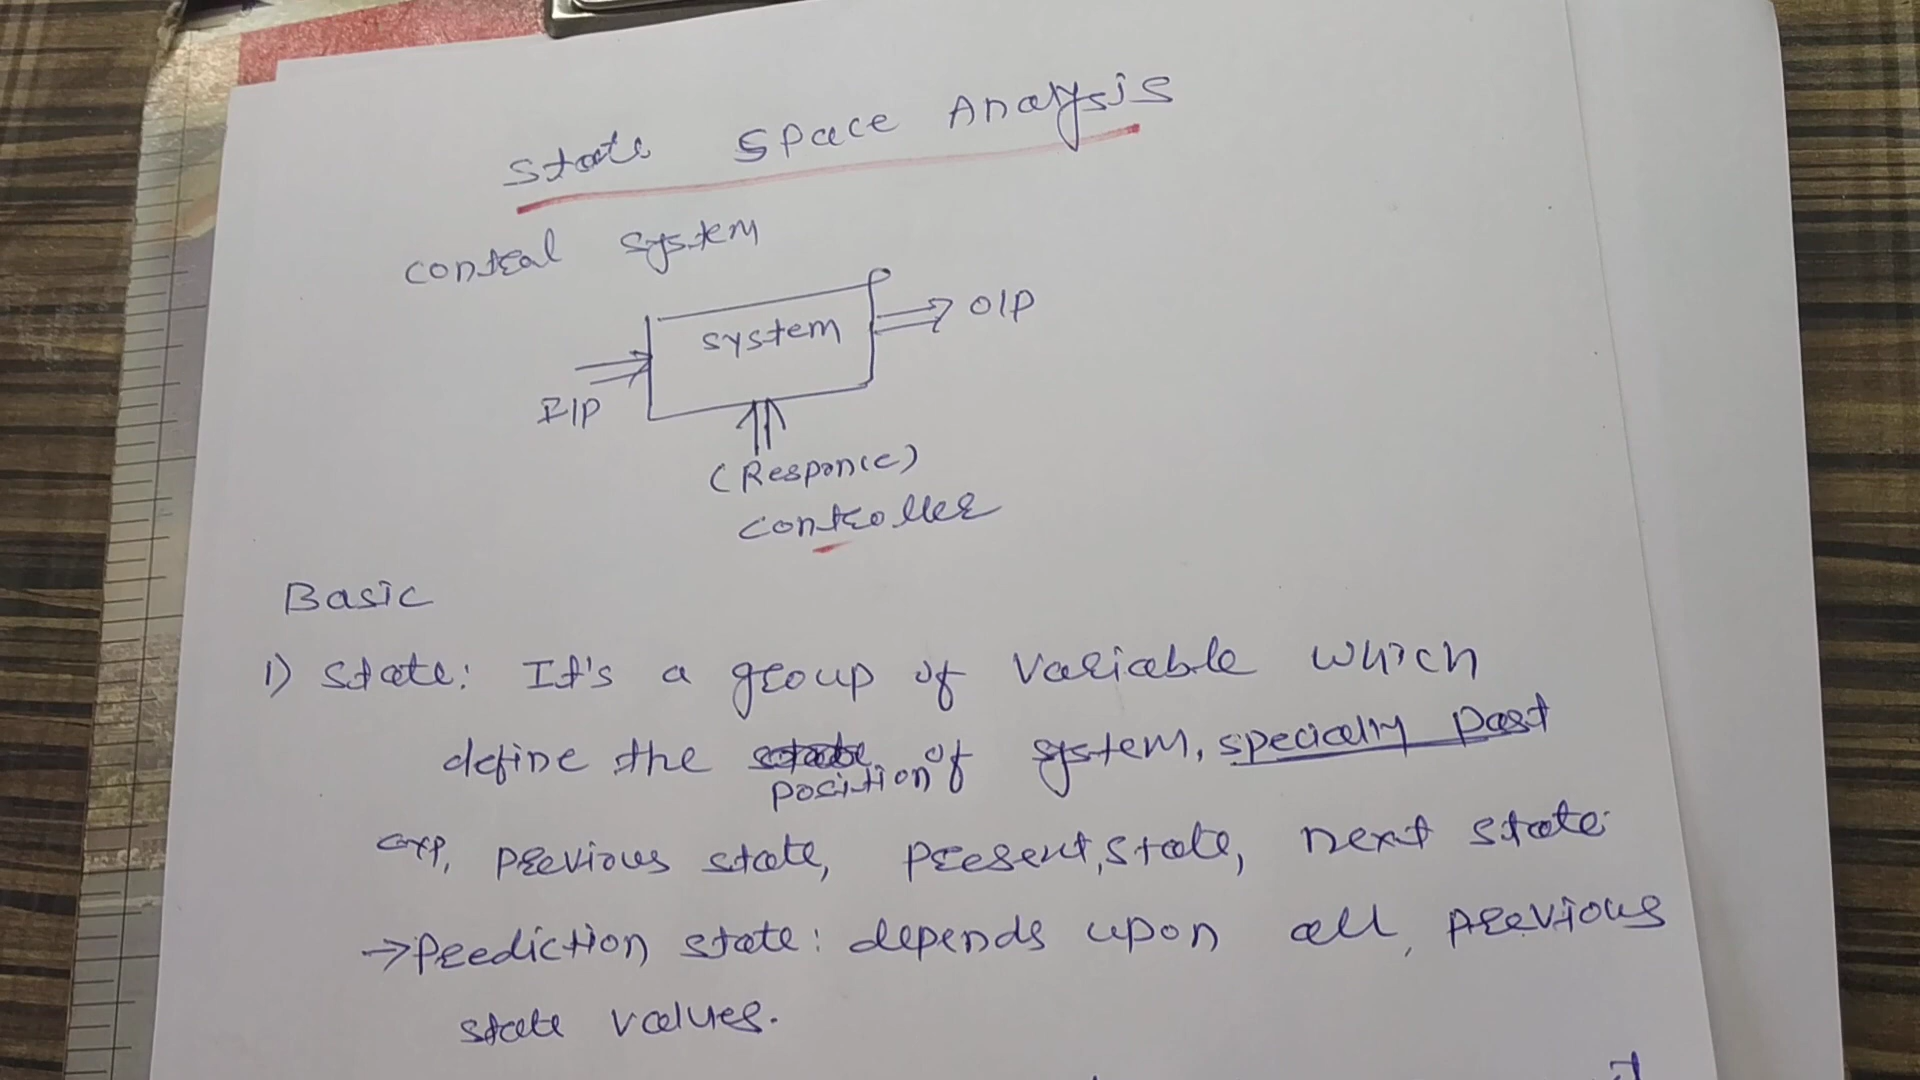 State Space Analysis
Control System
System
O/P
I/P
(Responce)
Controller
Basic
1) State: It's a group of Variable which
define the position of system, specially Past
exp, Previous state, Present, state, next state
→Prediction state: depends upon all, previous
state values.